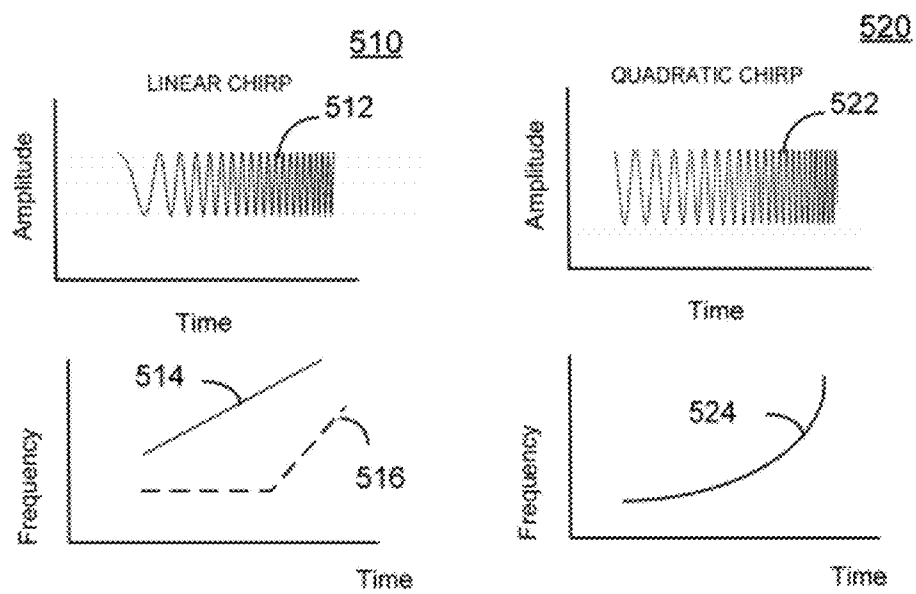 510
LINEAR CHIRP
512
Amplitude
Time
514
516
Frequency
Time
520
QUADRATIC CHIRP
522
Amplitude
Time
524
Frequency
Time